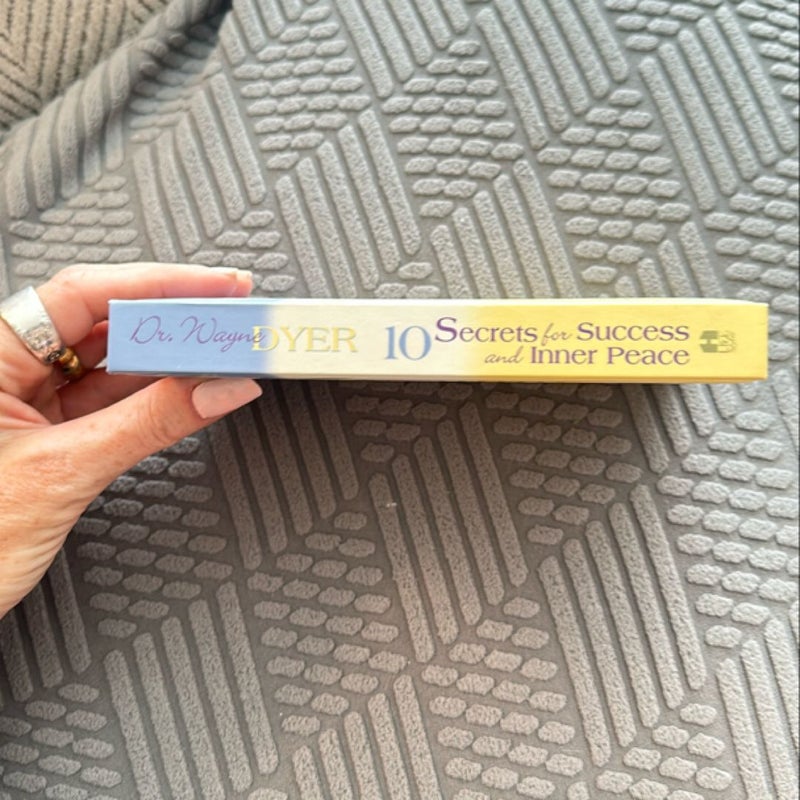 Dr. Wayne DYER
10 Secrets for Success
and Inner Peace